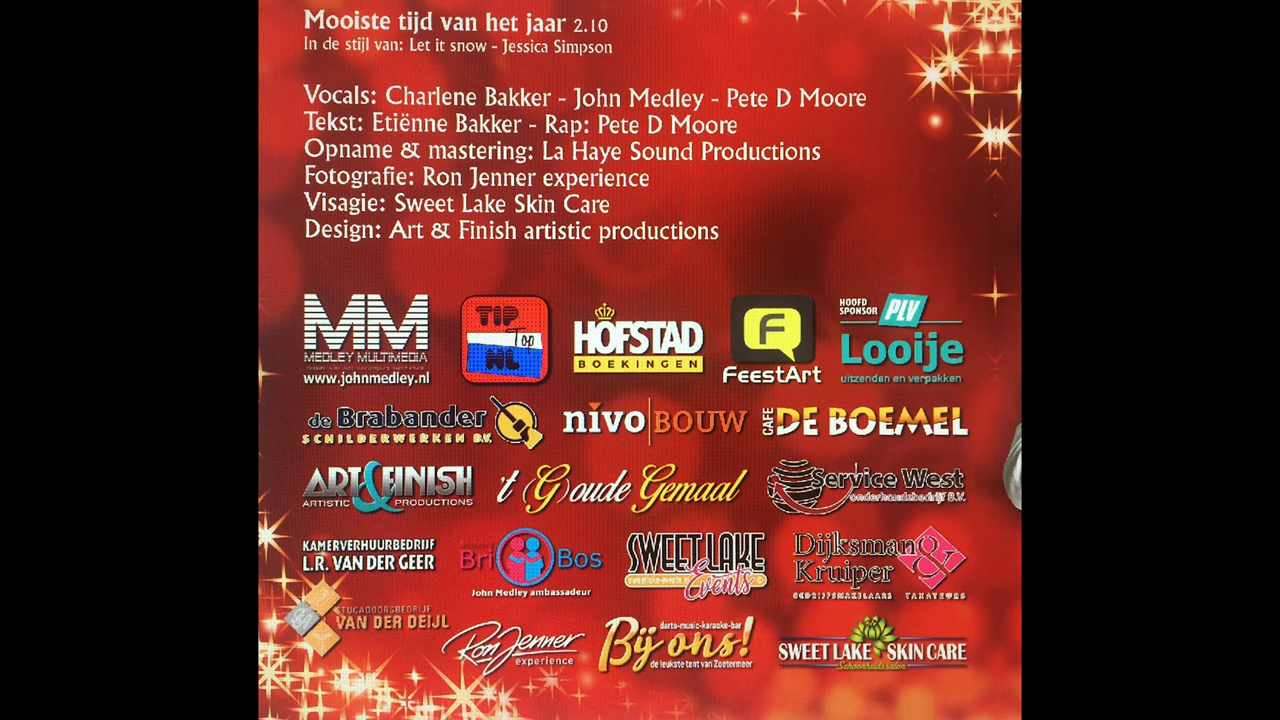 Mooiste tijd van het jaar 2.10
In de stijl van: Let it snow - Jessica Simpson
Vocals: Charlene Bakker - John Medley - Pete D Moore
Tekst: Etiënne Bakker - Rap: Pete D Moore
Opname & mastering: La Haye Sound Productions
Fotografie: Ron Jenner experience
Visagie: Sweet Lake Skin Care
Design: Art & Finish artistic productions
MM
MEDLEY MULTIMEDIA
www.johnmedley.nl
TIP
Top
NL
HOFSTAD
BOEKINGEN
F
FEESTART
HOOFD
SPONSOR
PLV
Looije
uitzenden en verpakken
de Brabander
SCHILDERWERKEN B.V.
nivo BOUW
CAFE
DE BOEMEL
ART & FINISH
ARTISTIC PRODUCTIONS
't Goude Gemaal
Service West
onderhoudsbedrijf B.V.
KAMERVERHUURBEDRIJF
L.R. VAN DER GEER
Bri Bos
John Medley ambassadeur
SWEET LAKE
Events
sweetlake-events.nl
Dijksman &
Kruiper
BEDRIJFSMAKELAARS TAXATEURS
STUCADOORSBEDRIJF
VAN DER DEIJL
Ron Jenner
experience
darts-music-karaoke-bar
Bij ons!
de leukste tent van Zoetermeer
SWEET LAKE SKIN CARE
Schoonheidssalon